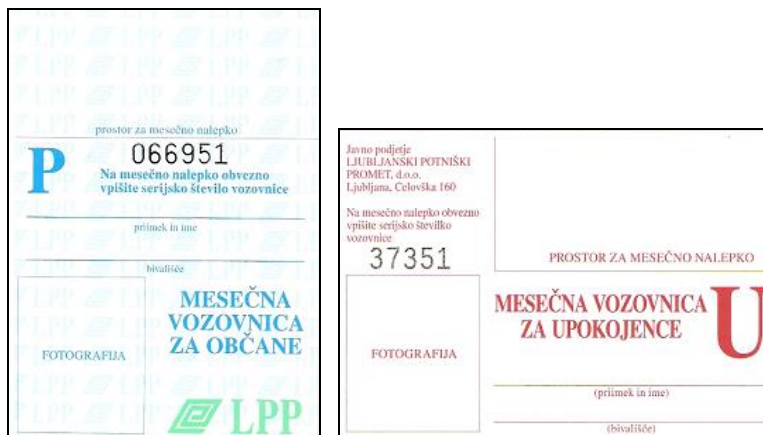 prostor za mesečno nalepko
066951
P
Na mesečno nalepko obvezno
vpišite serijsko število vozovnice
priimek in ime
bivališče
MESEČNA
VOZOVNICA
ZA OBČANE
FOTOGRAFIJA
LPP
Javno podjetje
LJUBLJANSKI POTNIŠKI
PROMET, d.o.o.
Ljubljana, Celovška 160
Na mesečno nalepko obvezno
vpišite serijsko številko
vozovnice
37351
PROSTOR ZA MESEČNO NALEPKO
MESEČNA VOZOVNICA
ZA UPOKOJENCE
U
FOTOGRAFIJA
(priimek in ime)
(bivališče)